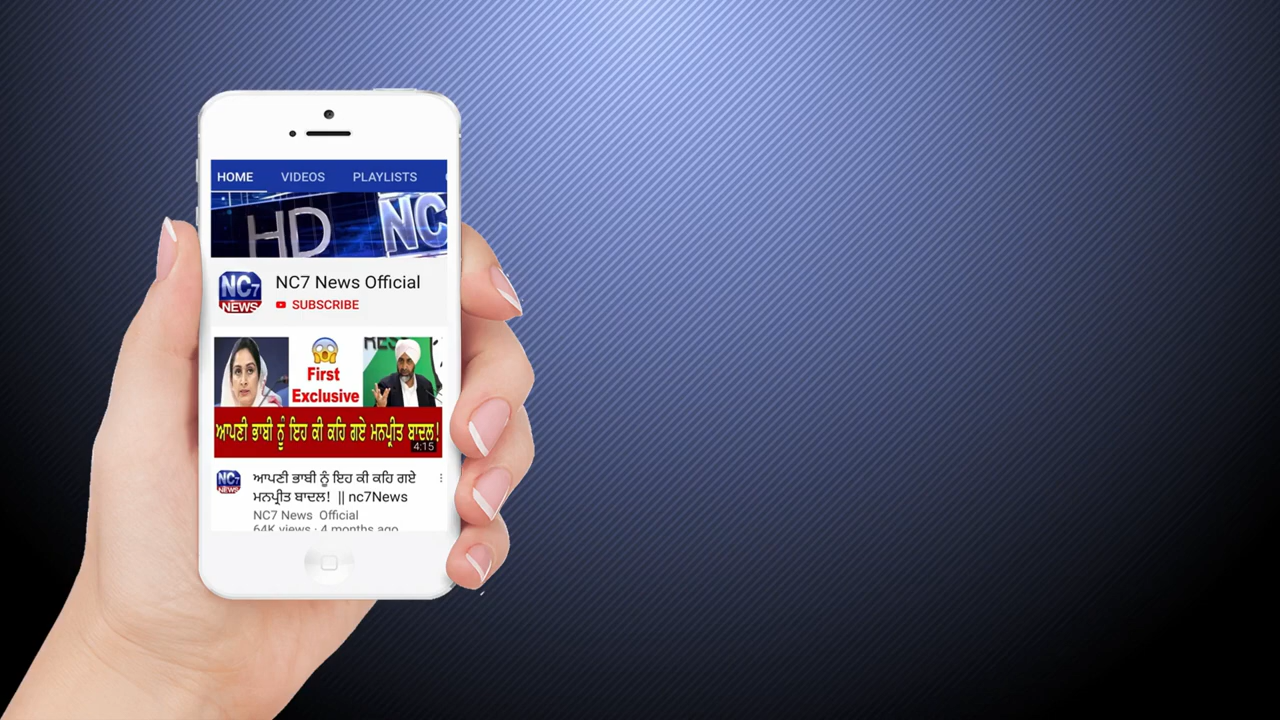 HOME VIDEOS PLAYLISTS
HD NC
NC7 NEWS
NC7 News Official
SUBSCRIBE
First
Exclusive
ਆਪਣੀ ਭਾਬੀ ਨੂੰ ਇਹ ਕੀ ਕਹਿ ਗਏ ਮਨਪ੍ਰੀਤ ਬਾਦਲ!
4:15
NC7 NEWS
ਆਪਣੀ ਭਾਬੀ ਨੂੰ ਇਹ ਕੀ ਕਹਿ ਗਏ
ਮਨਪ੍ਰੀਤ ਬਾਦਲ! || nc7News
NC7 News Official
64K views · 4 months ago